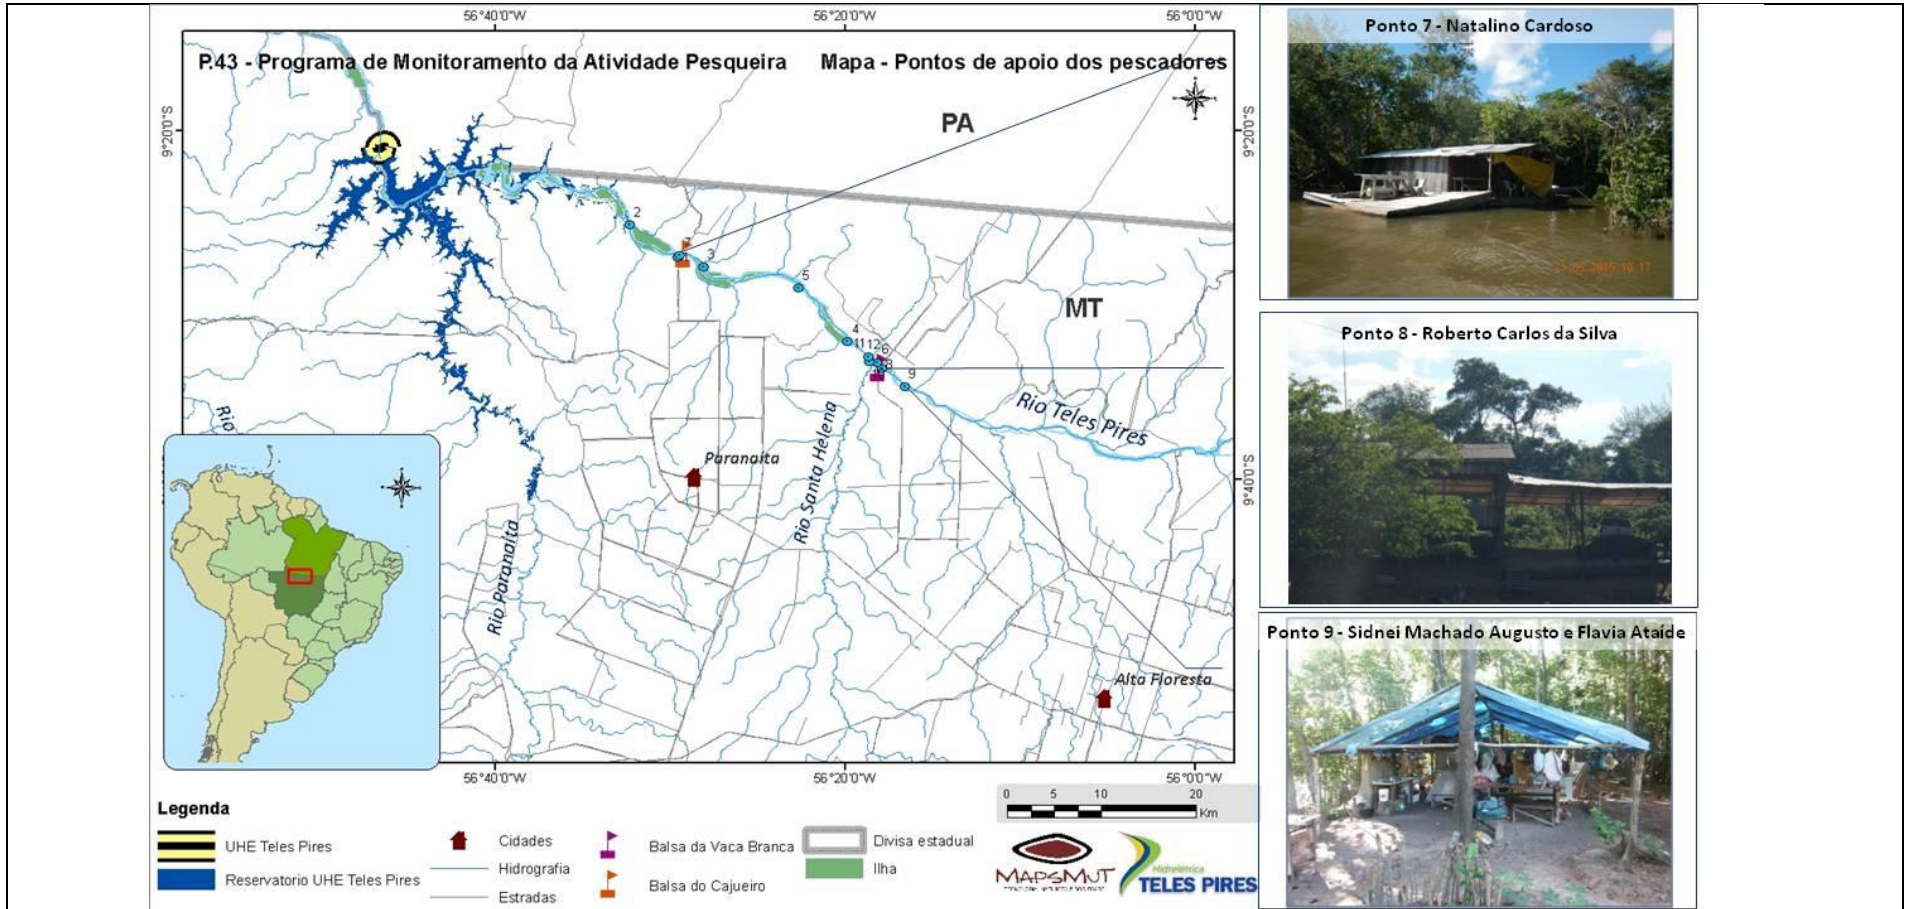 56°40'0"W 56°20'0"W 56°0'0"W
P.43 - Programa de Monitoramento da Atividade Pesqueira Mapa - Pontos de apoio dos pescadores
9°20'0"S 9°20'0"S
PA
2
3
5
MT
4
11 12 6
8
9
Rio Teles Pires
Rio
Paranaita
Rio Santa Helena
9°40'0"S
Rio Paranaita
Alta Floresta
56°40'0"W 56°20'0"W 56°0'0"W
Legenda
UHE Teles Pires
Reservatorio UHE Teles Pires
Cidades
Hidrografia
Estradas
Balsa da Vaca Branca
Balsa do Cajueiro
Divisa estadual
Ilha
0 5 10 20
Km
MAPSMUT
Hidrelétrica
TELES PIRES
Ponto 7 - Natalino Cardoso
Ponto 8 - Roberto Carlos da Silva
Ponto 9 - Sidnei Machado Augusto e Flavia Ataíde